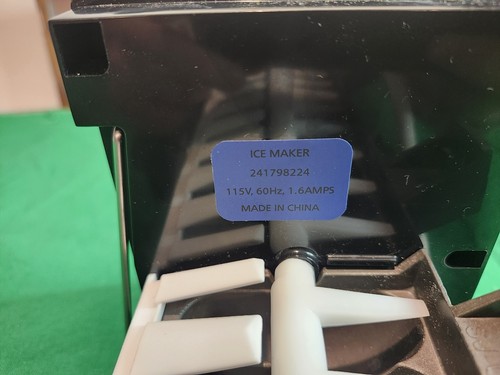 ICE MAKER
241798224
115V, 60Hz, 1.6AMPS
MADE IN CHINA